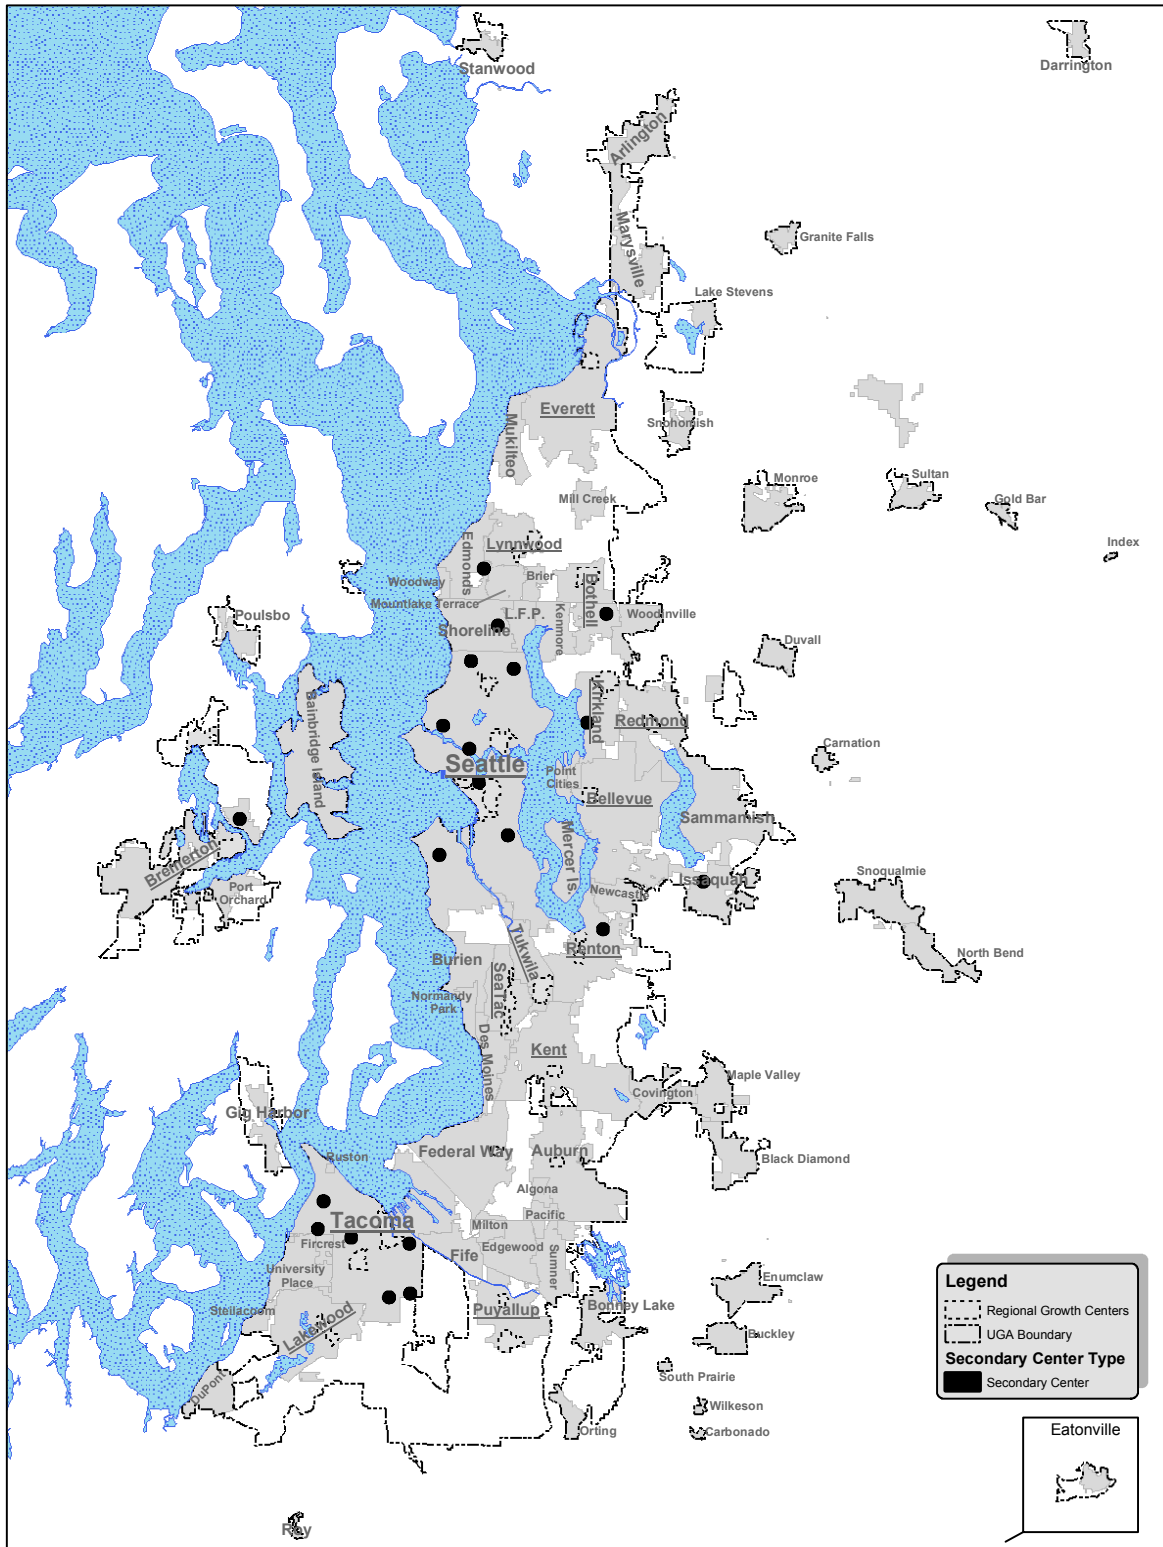 Stanwood
Darrington
Arlington
Marysville
Granite Falls
Lake Stevens
Everett
Mukilteo
Snohomish
Monroe
Sultan
Gold Bar
Index
Mill Creek
Lynnwood
Edmonds
Woodway
Brier
Mountlake Terrace
Bothell
L.F.P.
Kenmore
Woodinville
Shoreline
Poulsbo
Duvall
Bainbridge Island
Kirkland
Redmond
Carnation
Seattle
Point
Cities
Bellevue
Sammamish
Mercer Is.
Bremerton
Port
Orchard
Issaquah
Newcastle
Snoqualmie
North Bend
Renton
Tukwila
Burien
SeaTac
Normandy
Park
Des Moines
Kent
Maple Valley
Covington
Gig Harbor
Federal Way
Auburn
Black Diamond
Ruston
Algona
Pacific
Tacoma
Milton
Fircrest
Fife
Edgewood
Sumner
University
Place
Steilacoom
Lakewood
Puyallup
Bonney Lake
Enumclaw
Buckley
South Prairie
DuPont
Wilkeson
Orting
Carbonado
Roy
Legend
Regional Growth Centers
UGA Boundary
Secondary Center Type
Secondary Center
Eatonville